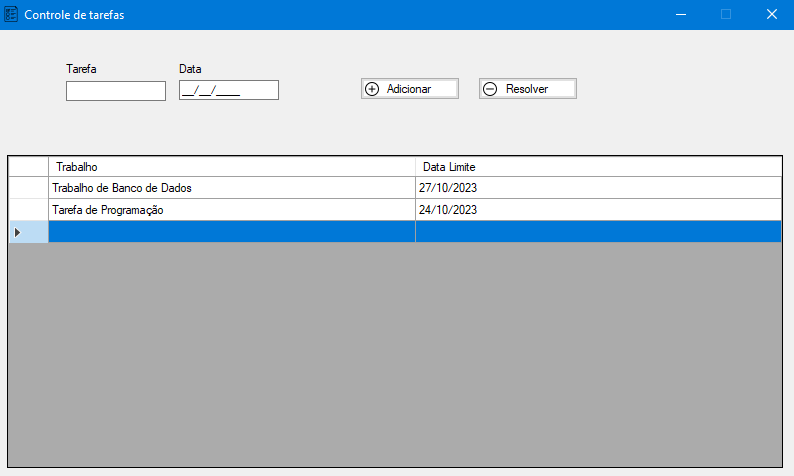 Controle de tarefas
Tarefa Data
__/__/____ Adicionar Resolver
Trabalho Data Limite
Trabalho de Banco de Dados 27/10/2023
Tarefa de Programação 24/10/2023